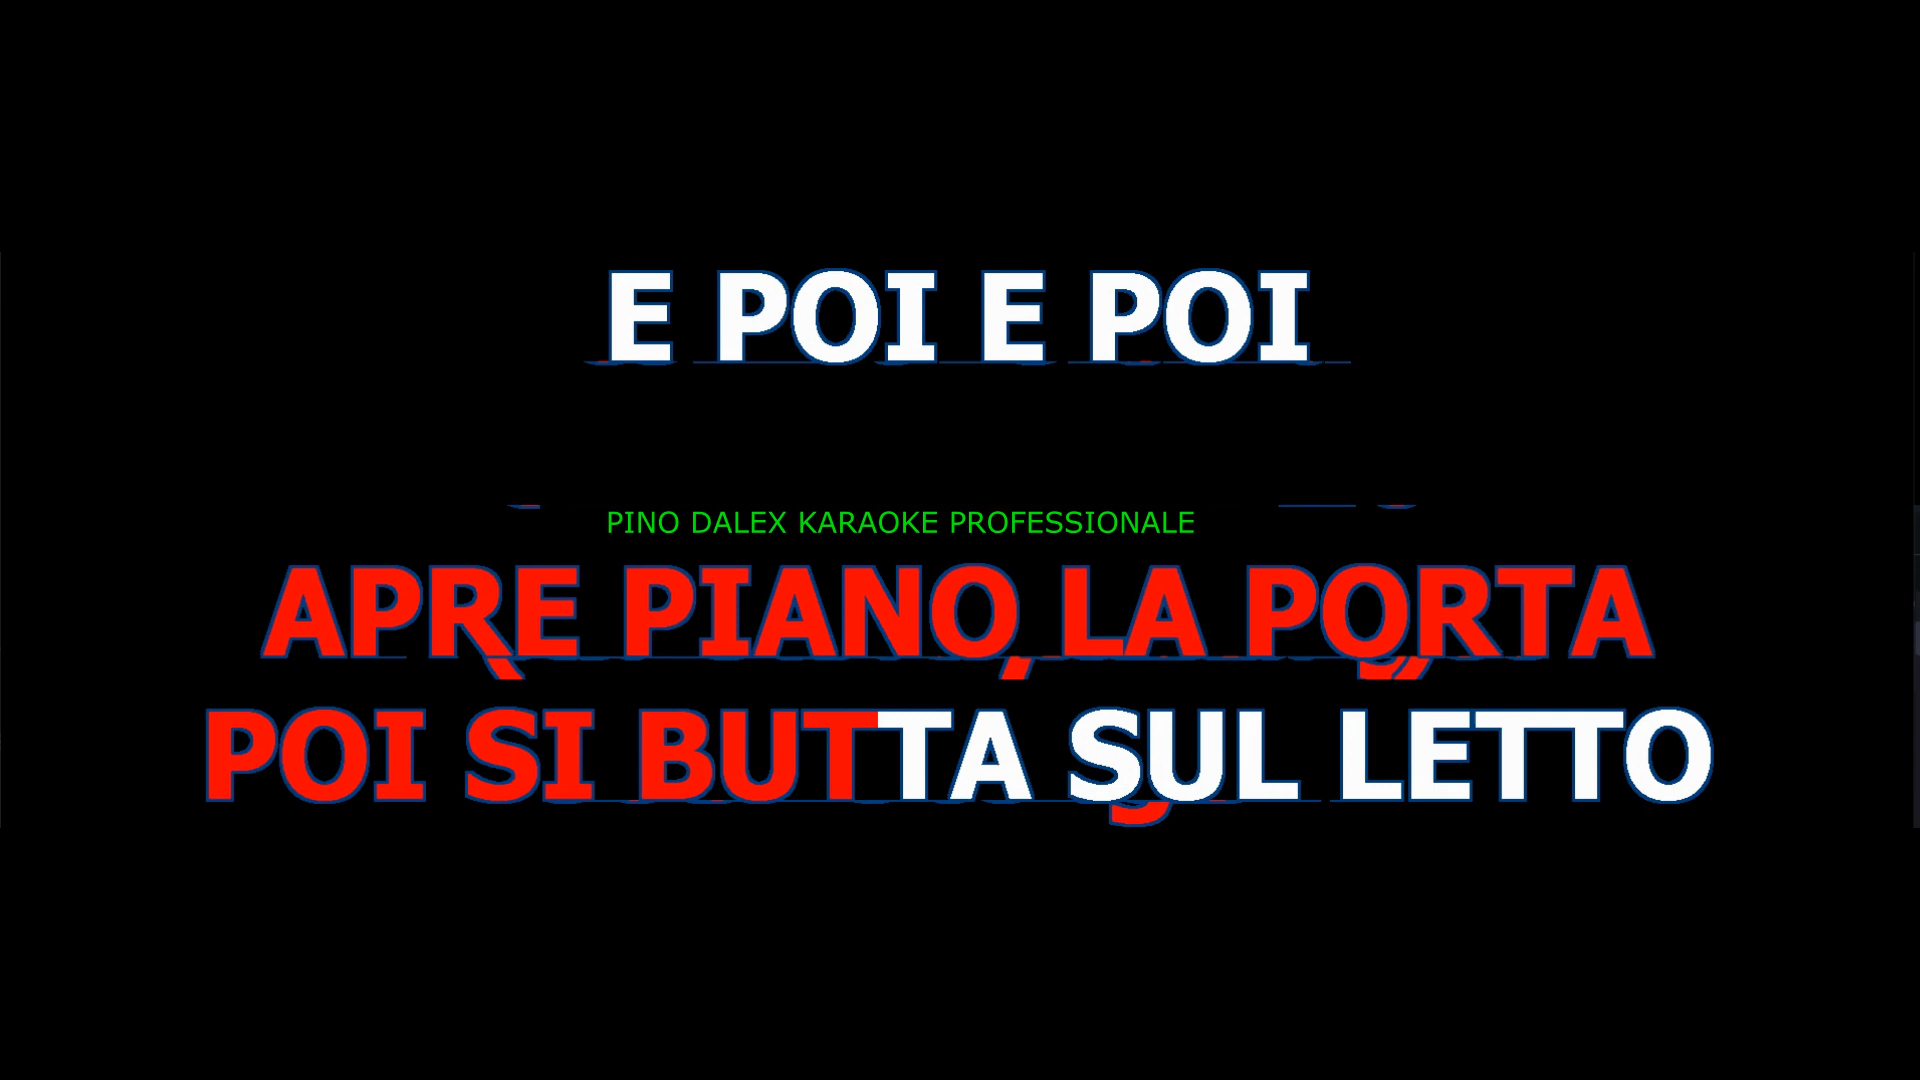 E POI E POI
PINO DALEX KARAOKE PROFESSIONALE
APRE PIANO LA PORTA
POI SI BUTTA SUL LETTO